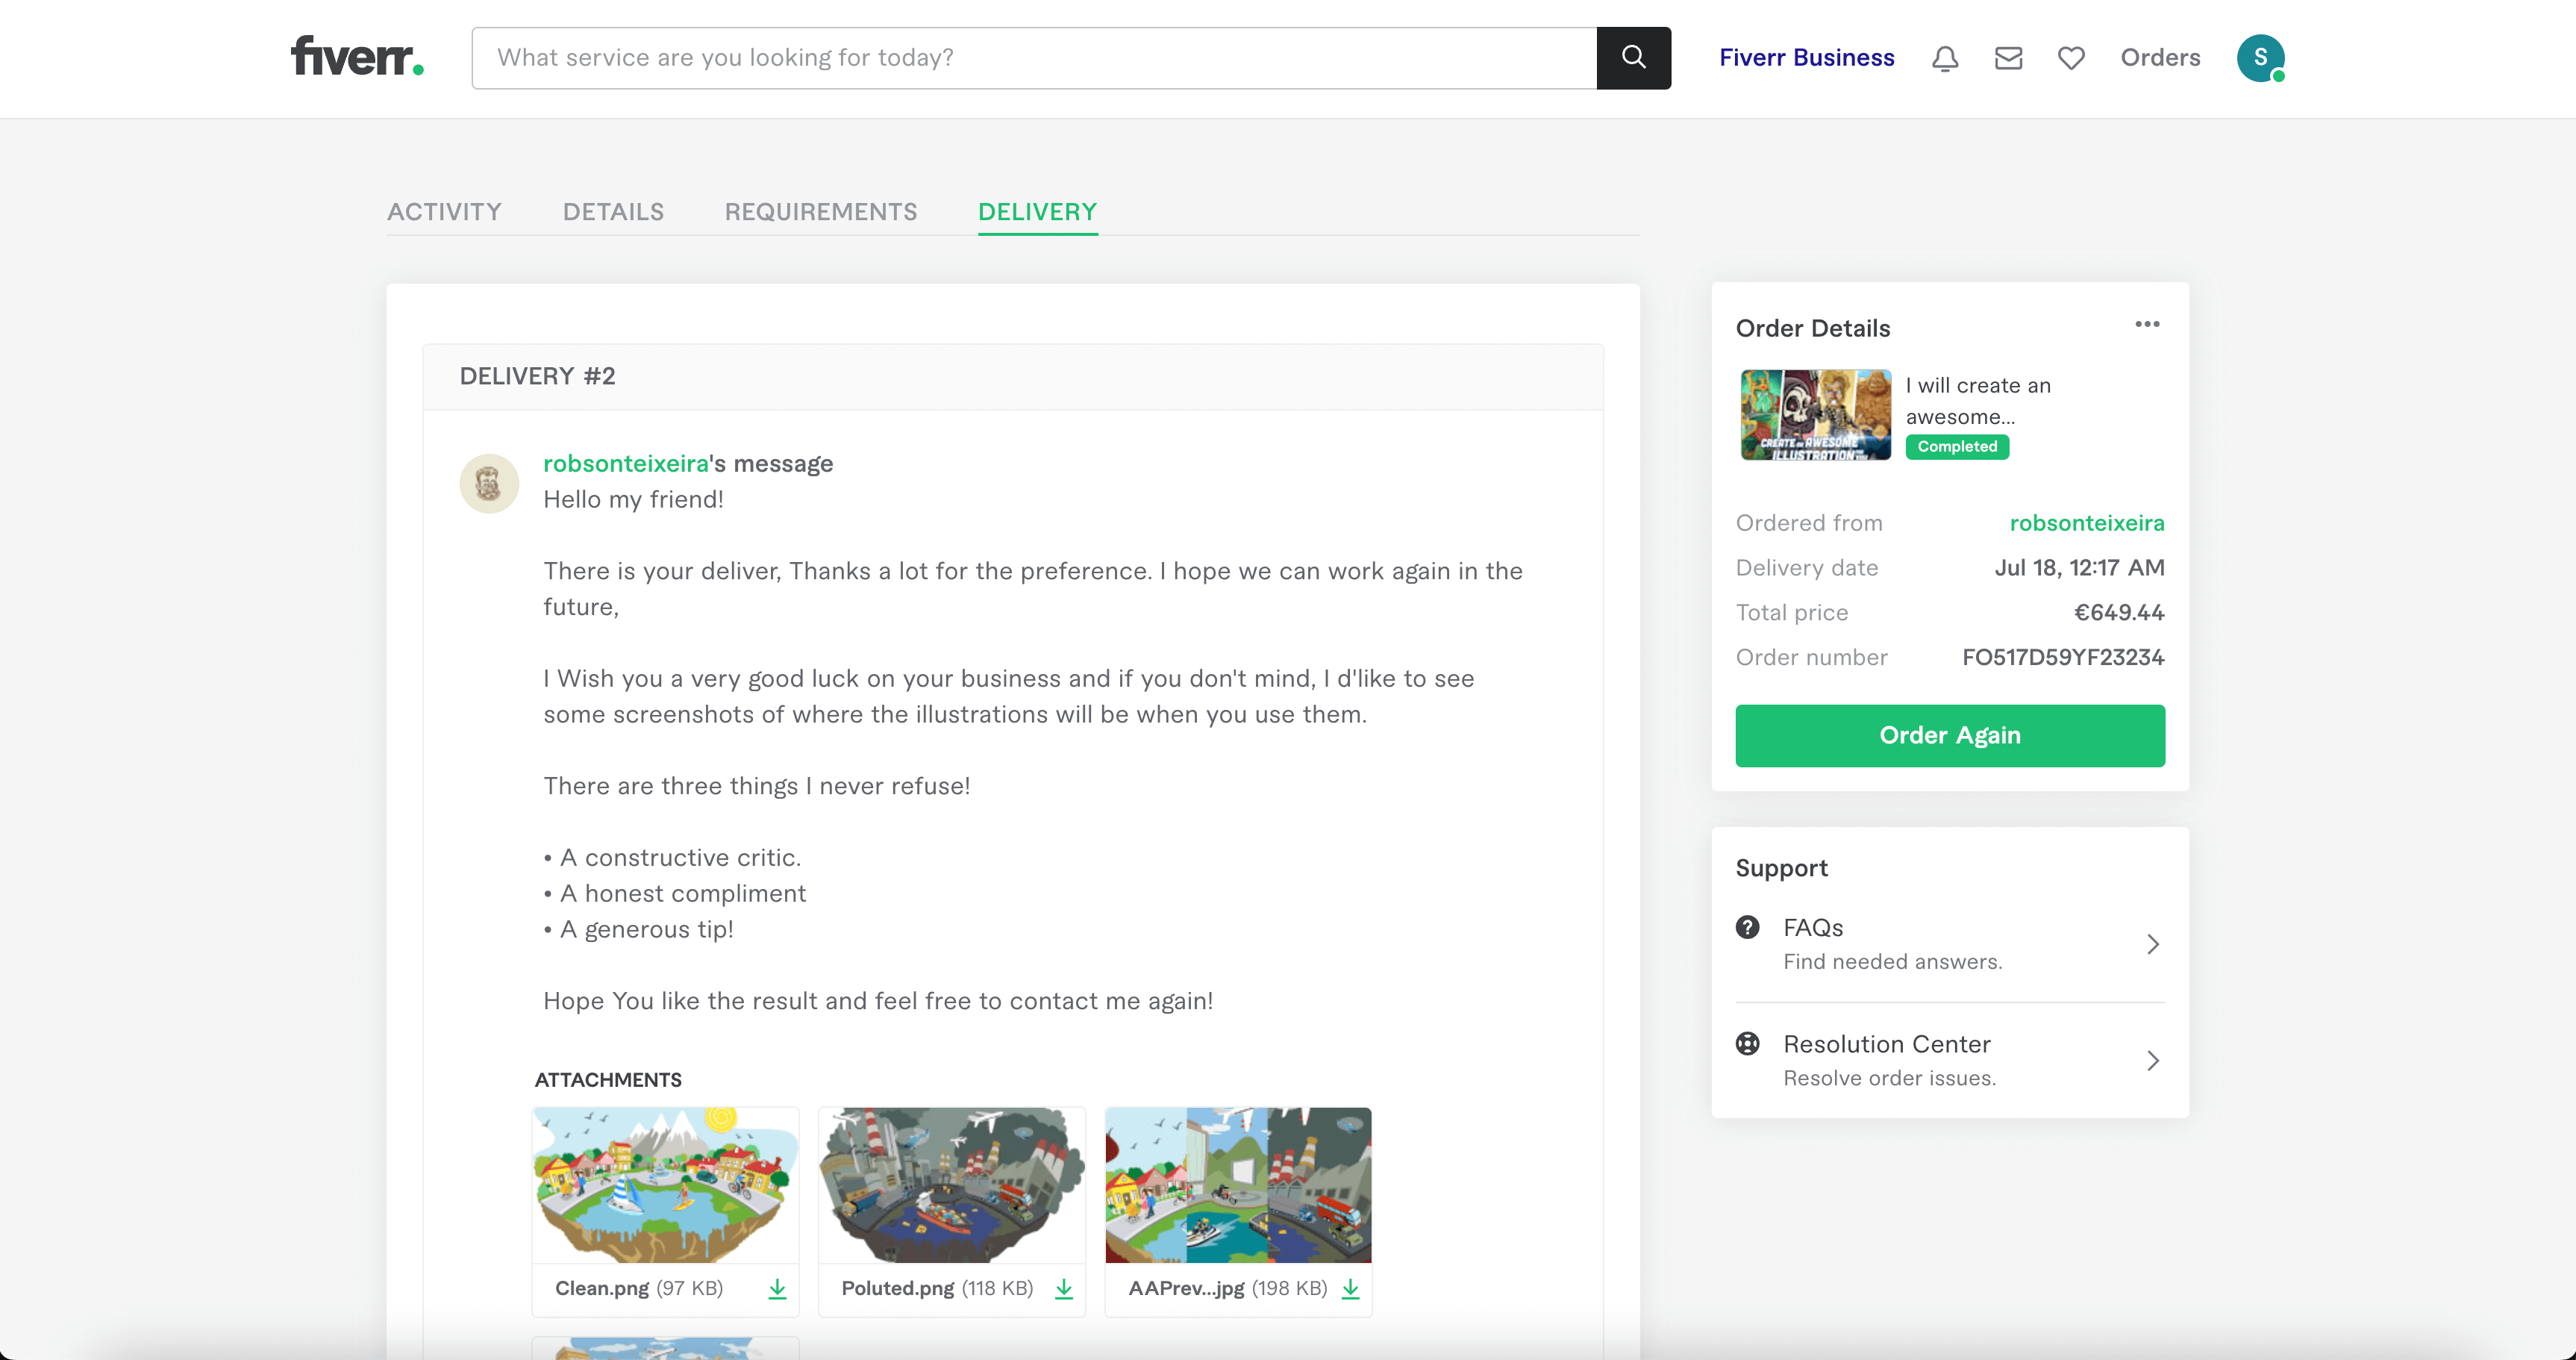 fiverr.
What service are you looking for today?
Fiverr Business
Orders
S
ACTIVITY
DETAILS
REQUIREMENTS
DELIVERY
DELIVERY #2
robsonteixeira's message
Hello my friend!
There is your deliver, Thanks a lot for the preference. I hope we can work again in the
future,
I Wish you a very good luck on your business and if you don't mind, I d'like to see
some screenshots of where the illustrations will be when you use them.
There are three things I never refuse!
• A constructive critic.
• A honest compliment
• A generous tip!
Hope You like the result and feel free to contact me again!
ATTACHMENTS
Clean.png (97 KB)
Poluted.png (118 KB)
AAPrev...jpg (198 KB)
Order Details
CREATE an AWESOME
ILLUSTRATION
I will create an
awesome...
Completed
Ordered from robsonteixeira
Delivery date Jul 18, 12:17 AM
Total price €649.44
Order number FO517D59YF23234
Order Again
Support
FAQs
Find needed answers.
Resolution Center
Resolve order issues.